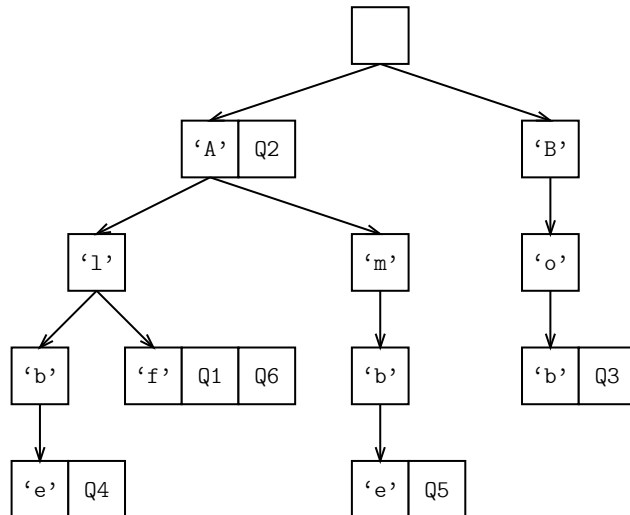 ‘A’ Q2 ‘B’
‘l’ ‘m’ ‘o’
‘b’ ‘f’ Q1 Q6 ‘b’ ‘b’ Q3
‘e’ Q4 ‘e’ Q5